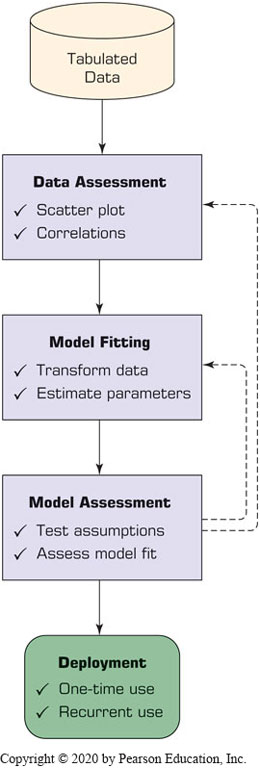 Tabulated
Data
Data Assessment
✓ Scatter plot
✓ Correlations
Model Fitting
✓ Transform data
✓ Estimate parameters
Model Assessment
✓ Test assumptions
✓ Assess model fit
Deployment
✓ One-time use
✓ Recurrent use
Copyright © 2020 by Pearson Education, Inc.